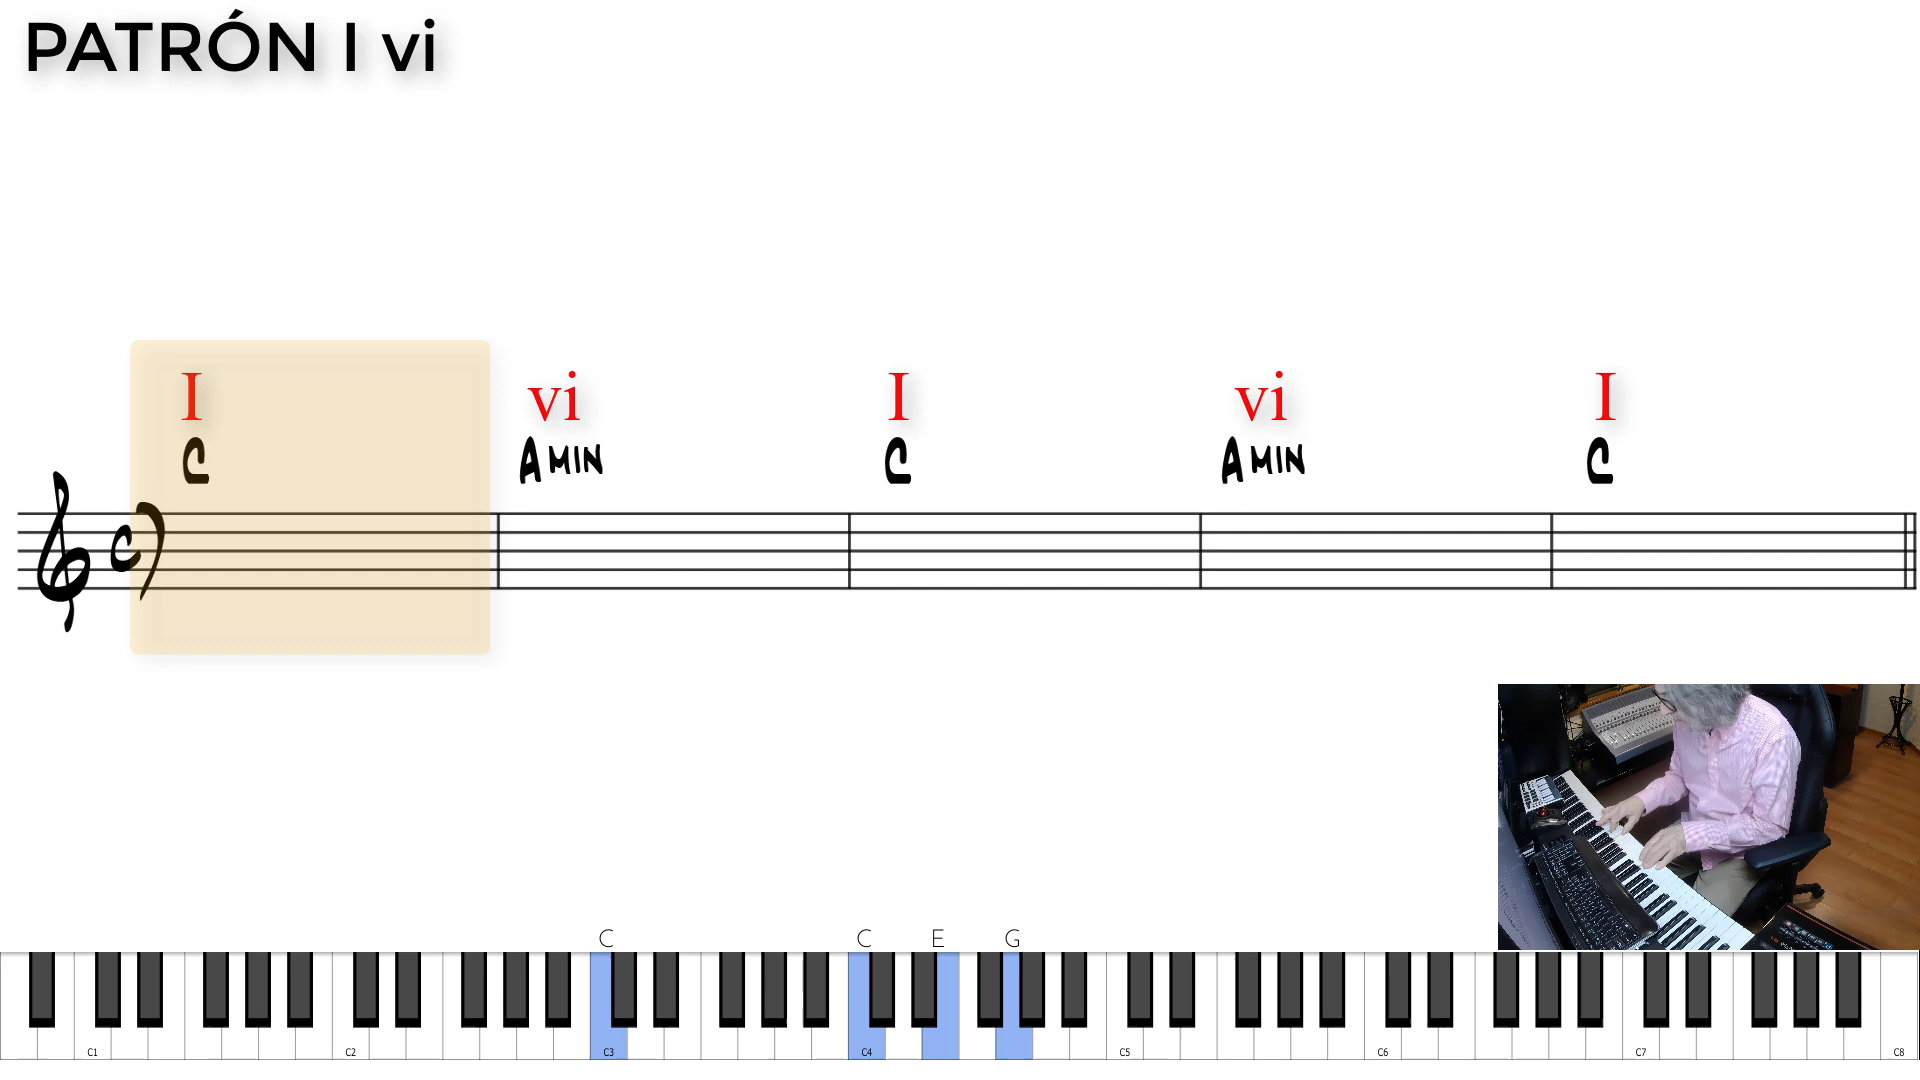 PATRÓN I vi
I vi I vi I
C AMIN C AMIN C
C C E G
C1 C2 C3 C4 C5 C6 C7 C8